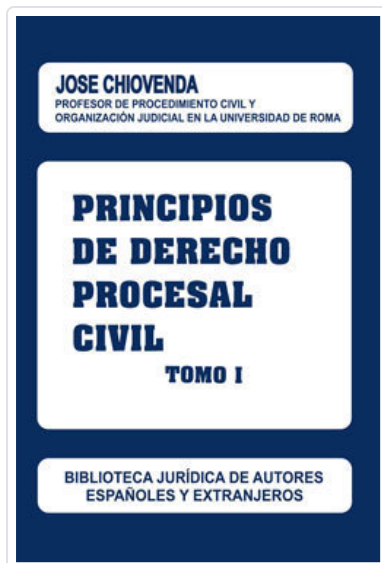 JOSE CHIOVENDA
PROFESOR DE PROCEDIMIENTO CIVIL Y
ORGANIZACIÓN JUDICIAL EN LA UNIVERSIDAD DE ROMA
PRINCIPIOS
DE DERECHO
PROCESAL
CIVIL
TOMO I
BIBLIOTECA JURÍDICA DE AUTORES
ESPAÑOLES Y EXTRANJEROS